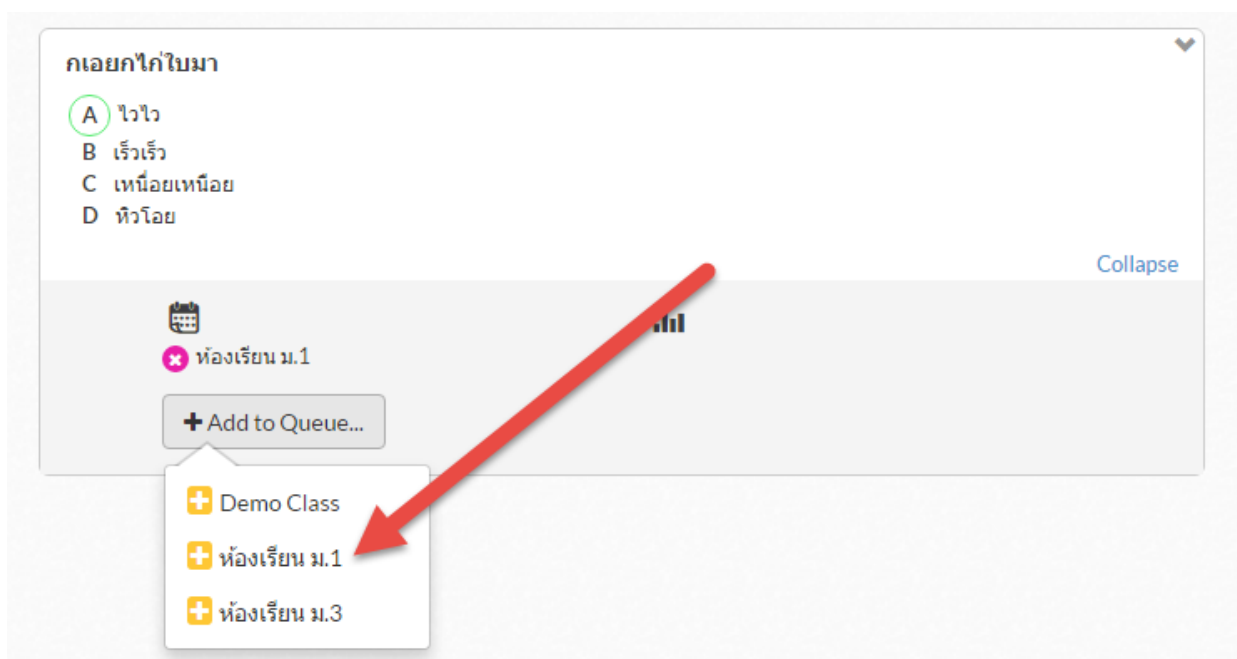 กเอยกไก่ใบมา
A ไวไว
B เร็วเร็ว
C เหนื่อยเหนือย
D หิวโอย
Collapse
ห้องเรียน ม.1
Add to Queue...
Demo Class
ห้องเรียน ม.1
ห้องเรียน ม.3